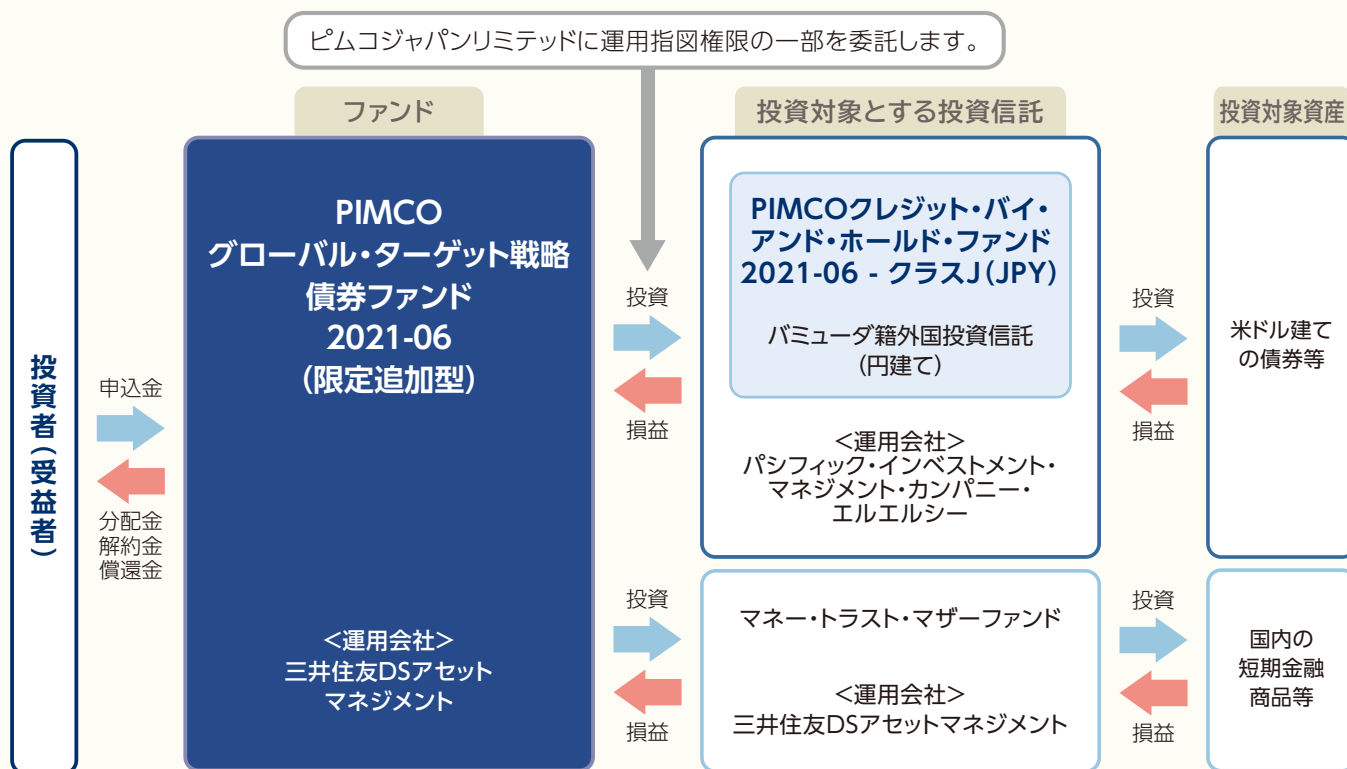 ピムコジャパンリミテッドに運用指図権限の一部を委託します。
ファンド
投資対象とする投資信託
投資対象資産
投資者(受益者)
申込金
分配金
解約金
償還金
PIMCO
グローバル・ターゲット戦略
債券ファンド
2021-06
(限定追加型)
<運用会社>
三井住友DSアセット
マネジメント
投資
損益
PIMCOクレジット・バイ・
アンド・ホールド・ファンド
2021-06 - クラスJ(JPY)
バミューダ籍外国投資信託
(円建て)
<運用会社>
パシフィック・インベストメント・
マネジメント・カンパニー・
エルエルシー
投資
損益
米ドル建て
の債券等
投資
損益
マネー・トラスト・マザーファンド
<運用会社>
三井住友DSアセットマネジメント
投資
損益
国内の
短期金融
商品等